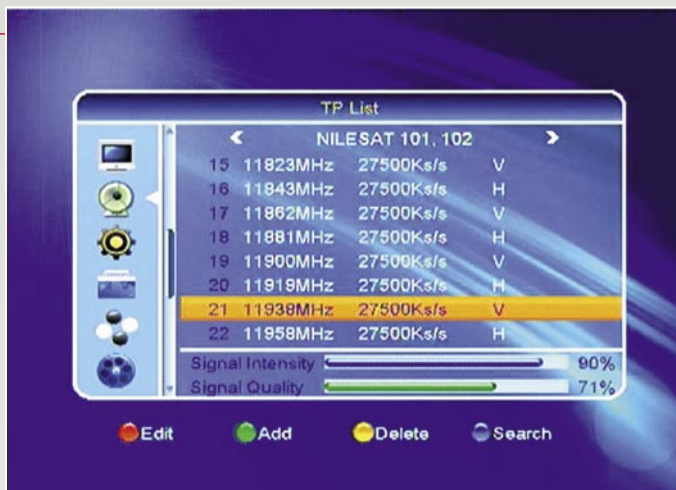 TP List
NILESAT 101, 102
15 11823MHz 27500Ks/s V
16 11843MHz 27500Ks/s H
17 11862MHz 27500Ks/s V
18 11881MHz 27500Ks/s H
19 11900MHz 27500Ks/s V
20 11919MHz 27500Ks/s H
21 11938MHz 27500Ks/s V
22 11958MHz 27500Ks/s H
Signal Intensity 90%
Signal Quality 71%
Edit Add Delete Search